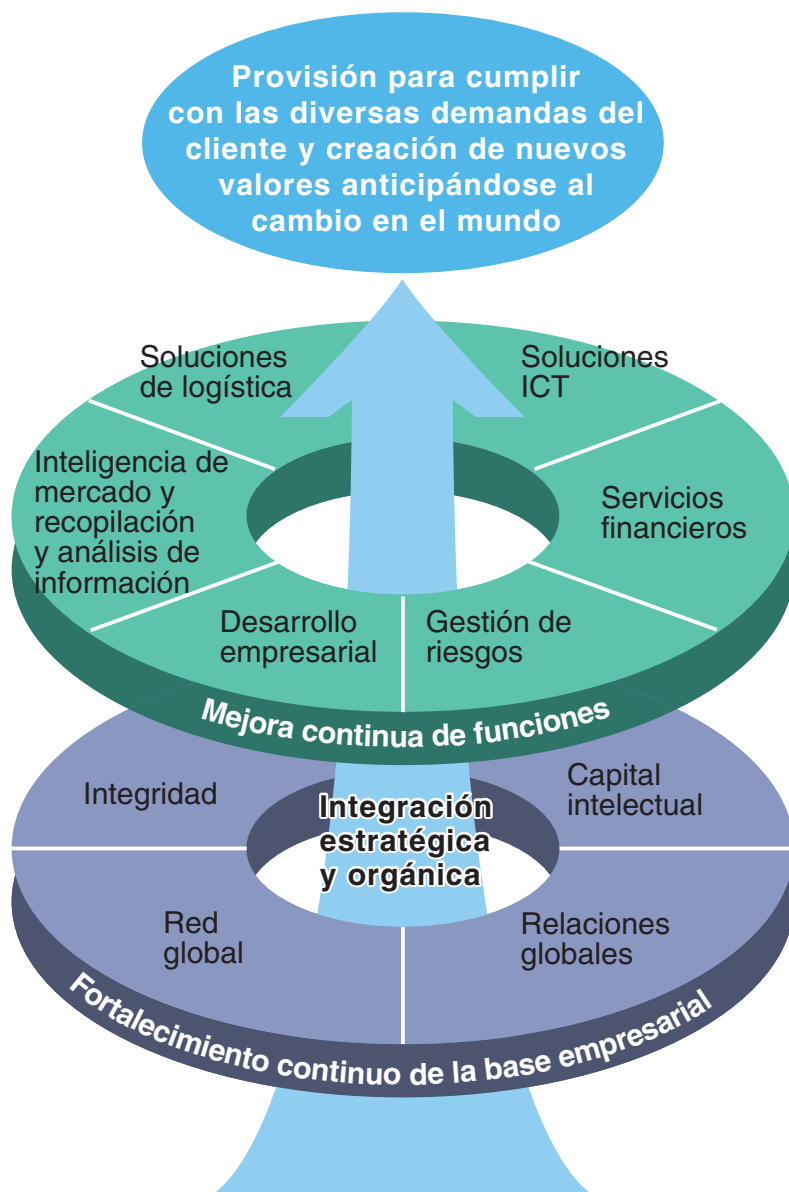 Provisión para cumplir
con las diversas demandas del
cliente y creación de nuevos
valores anticipándose al
cambio en el mundo
Soluciones
de logística
Soluciones
ICT
Inteligencia de
mercado y
recopilación
y análisis de
información
Servicios
financieros
Desarrollo
empresarial
Gestión de
riesgos
Mejora continua de funciones
Integridad
Capital
intelectual
Integración
estratégica
y orgánica
Red
global
Relaciones
globales
Fortalecimiento continuo de la base empresarial